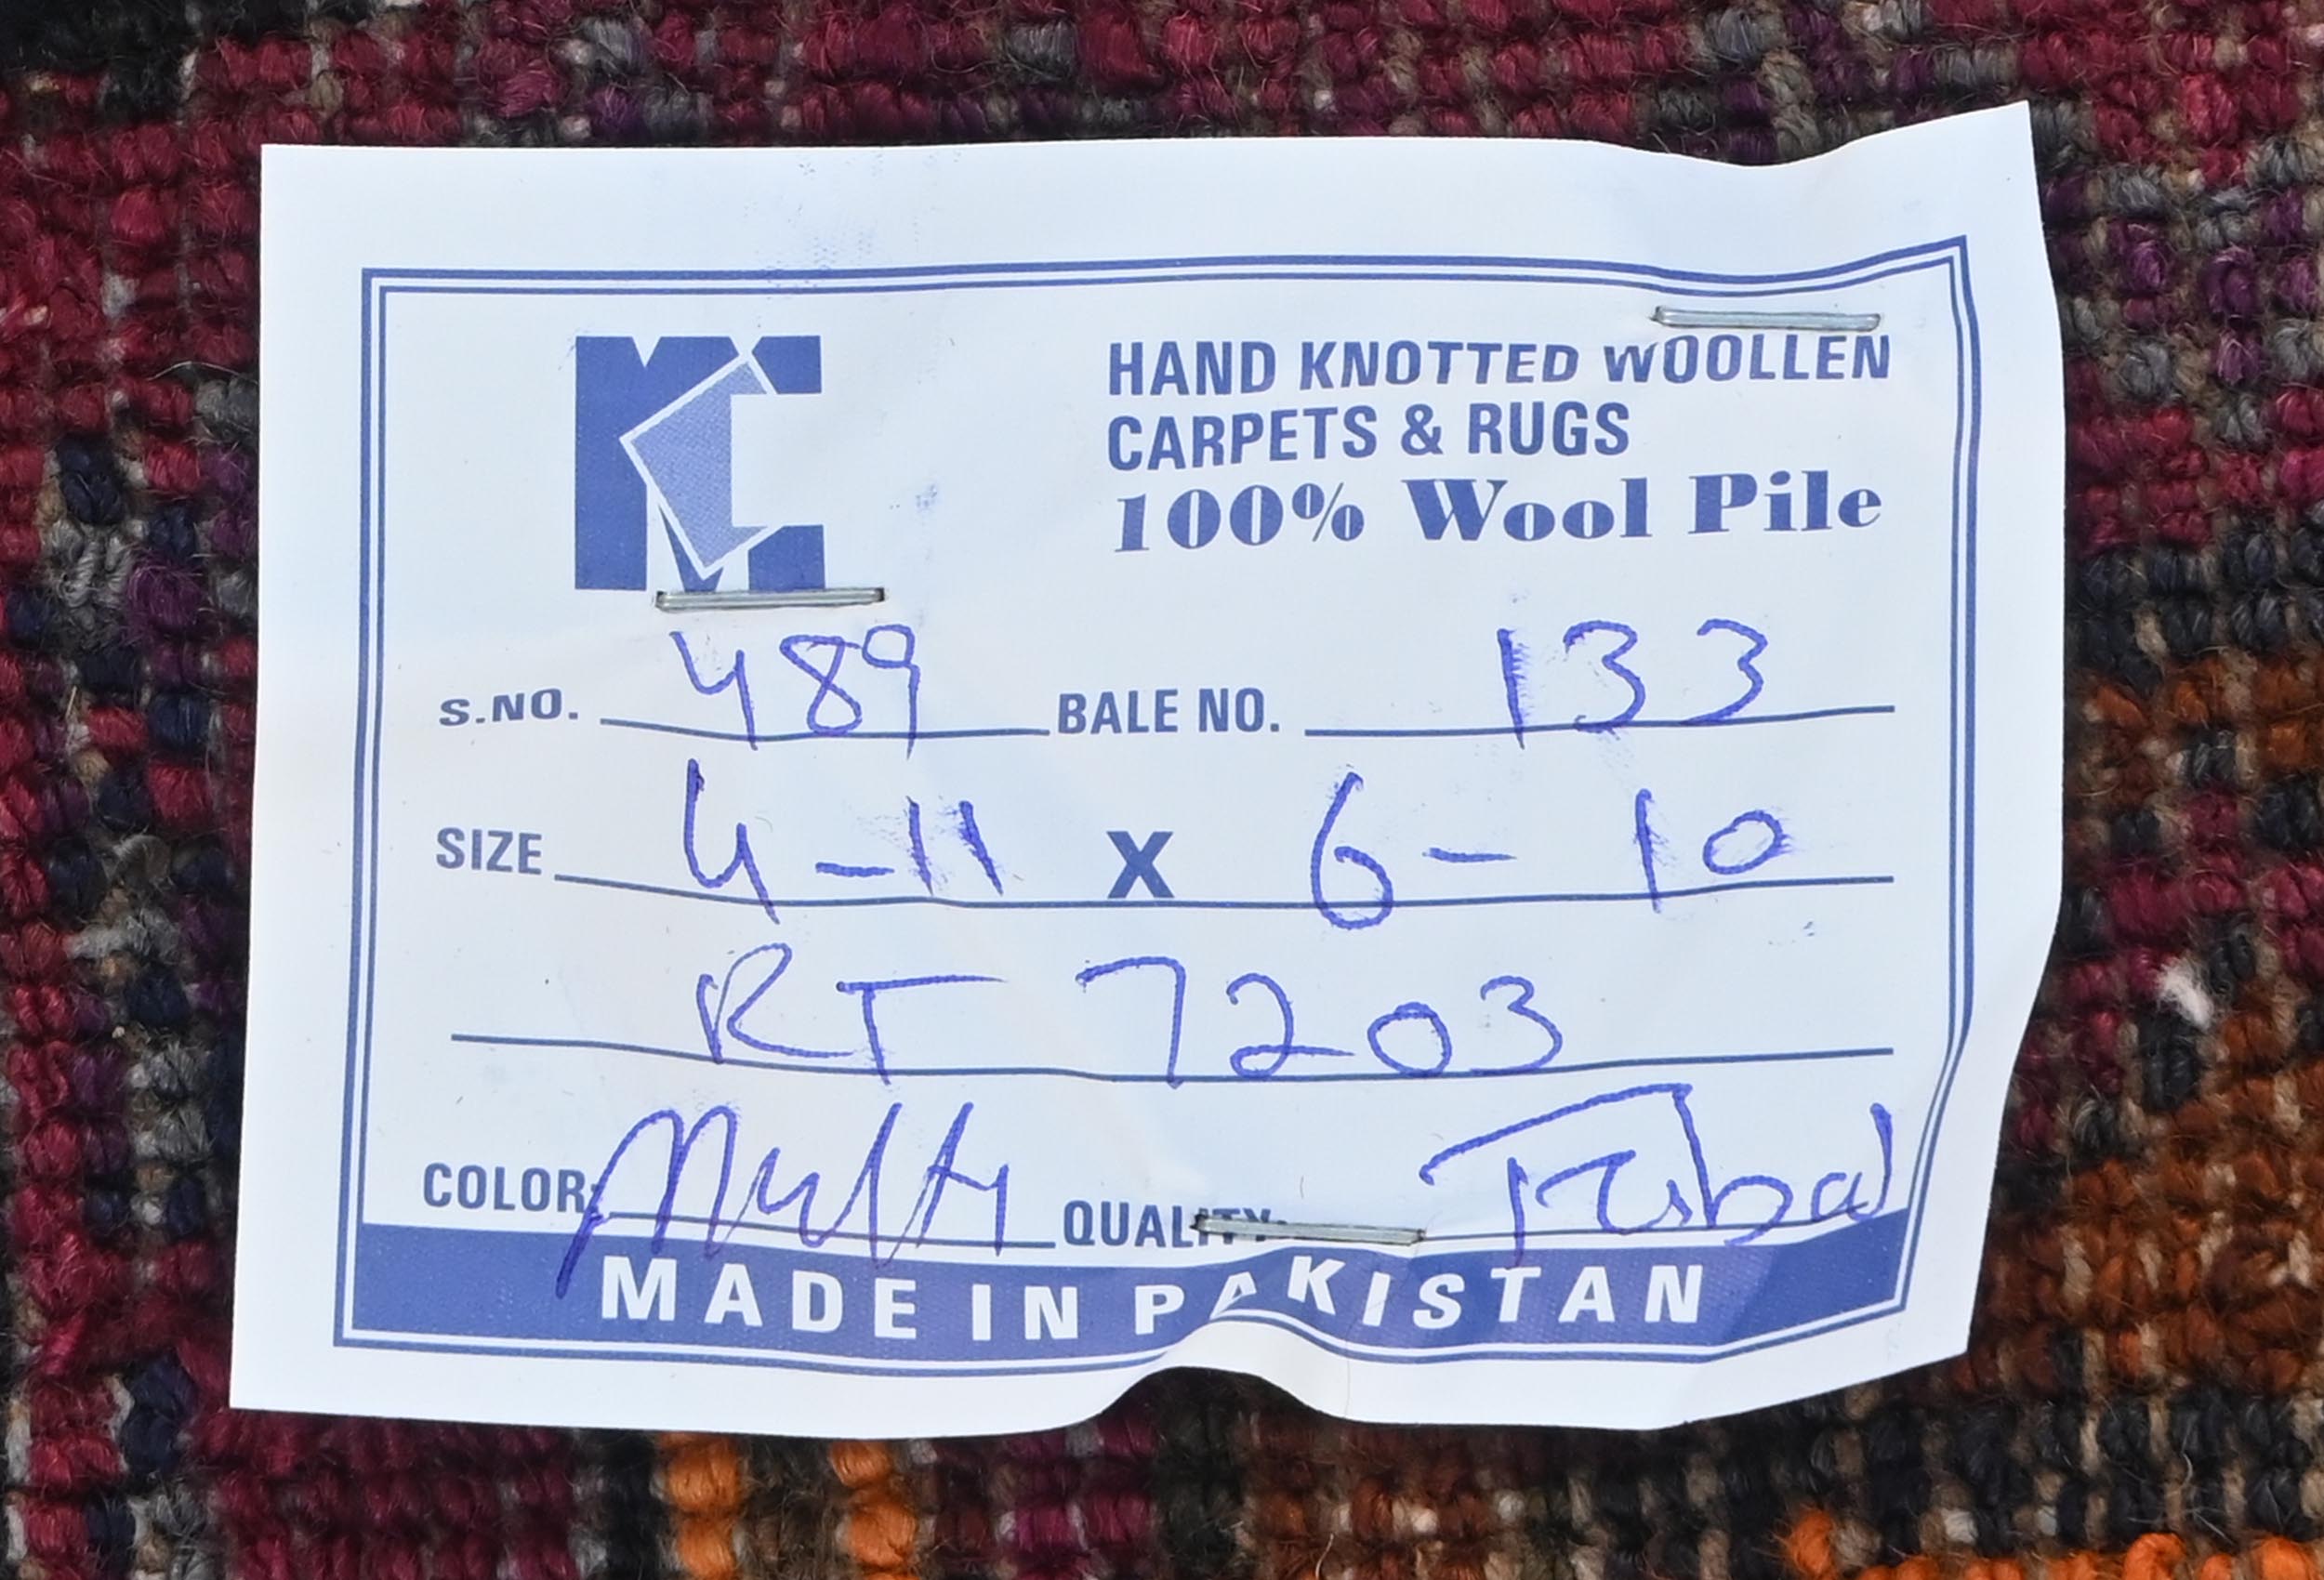 HAND KNOTTED WOOLLEN
CARPETS & RUGS
100% Wool Pile
S.NO. 489 BALE NO. 133
SIZE 4-11 X 6-10
RT 7203
COLOR: Multi QUALITY: Tribal
MADE IN PAKISTAN